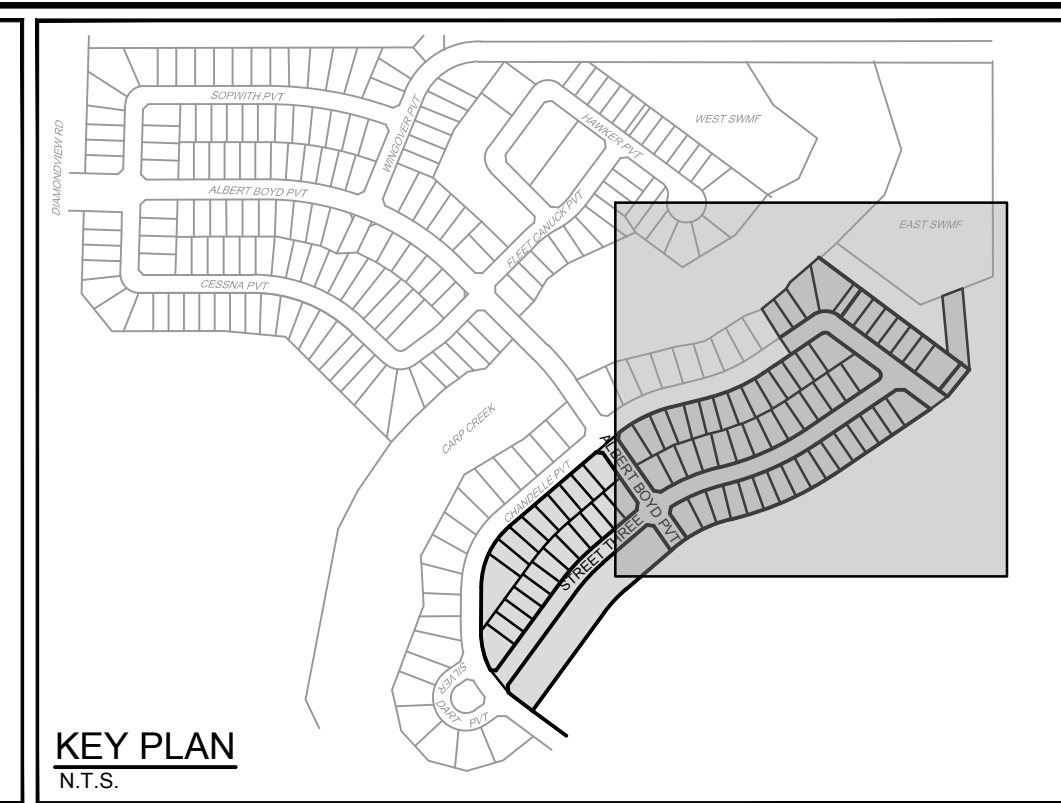 SOPWITH PVT
WINGOVER PVT
HAWKER PVT
WEST SWMF
DIAMONDVIEW RD
ALBERT BOYD PVT
FLEET CANUCK PVT
EAST SWMF
CESSNA PVT
CARP CREEK
CHANDELLE PVT
ALBERT BOYD PVT
STREET THREE
SILVER
DART PVT
KEY PLAN
N.T.S.